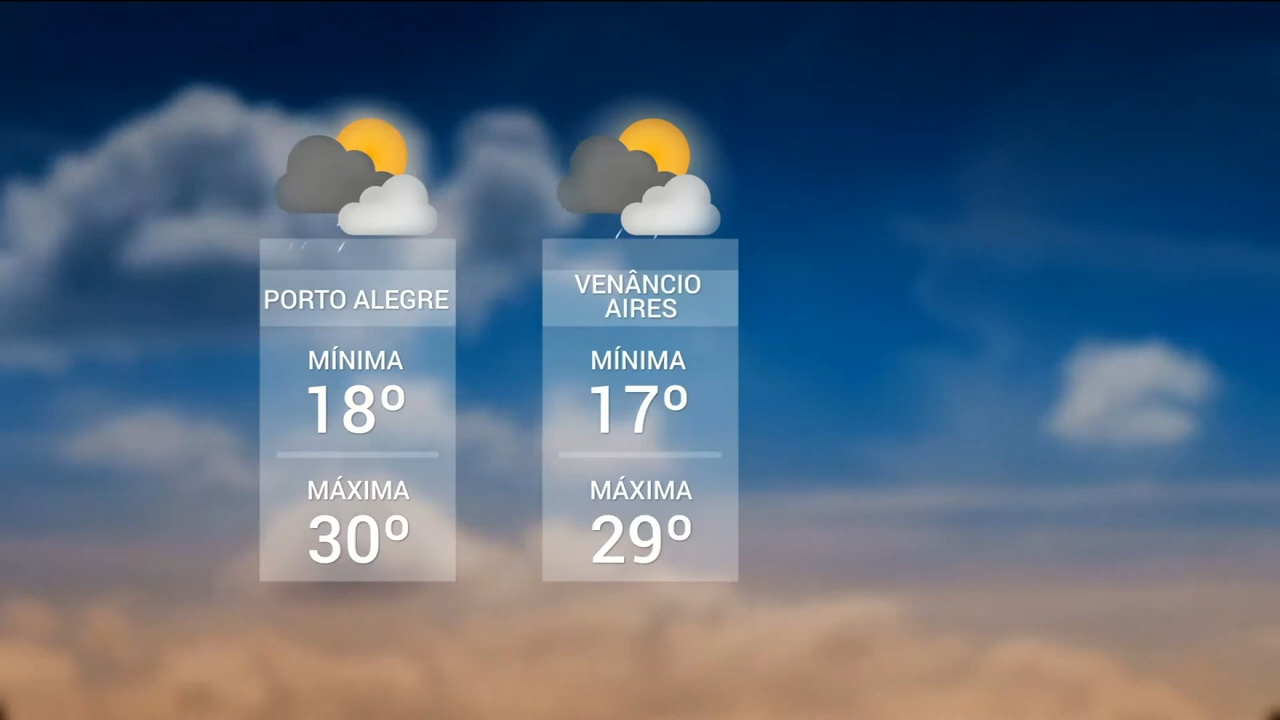 PORTO ALEGRE
MÍNIMA
18º
MÁXIMA
30º
VENÂNCIO
AIRES
MÍNIMA
17º
MÁXIMA
29º